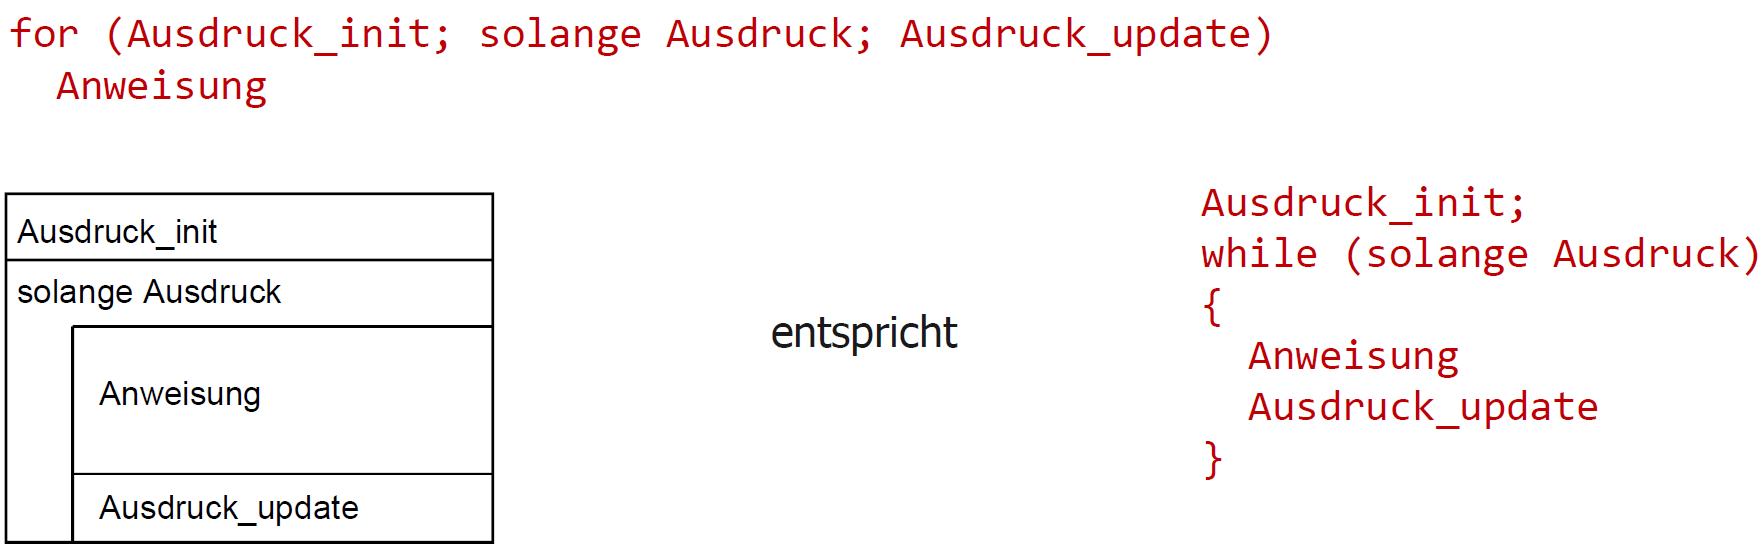 for (Ausdruck_init; solange Ausdruck; Ausdruck_update)
Anweisung
Ausdruck_init
solange Ausdruck
Anweisung
Ausdruck_update
entspricht
Ausdruck_init;
while (solange Ausdruck)
{
Anweisung
Ausdruck_update
}